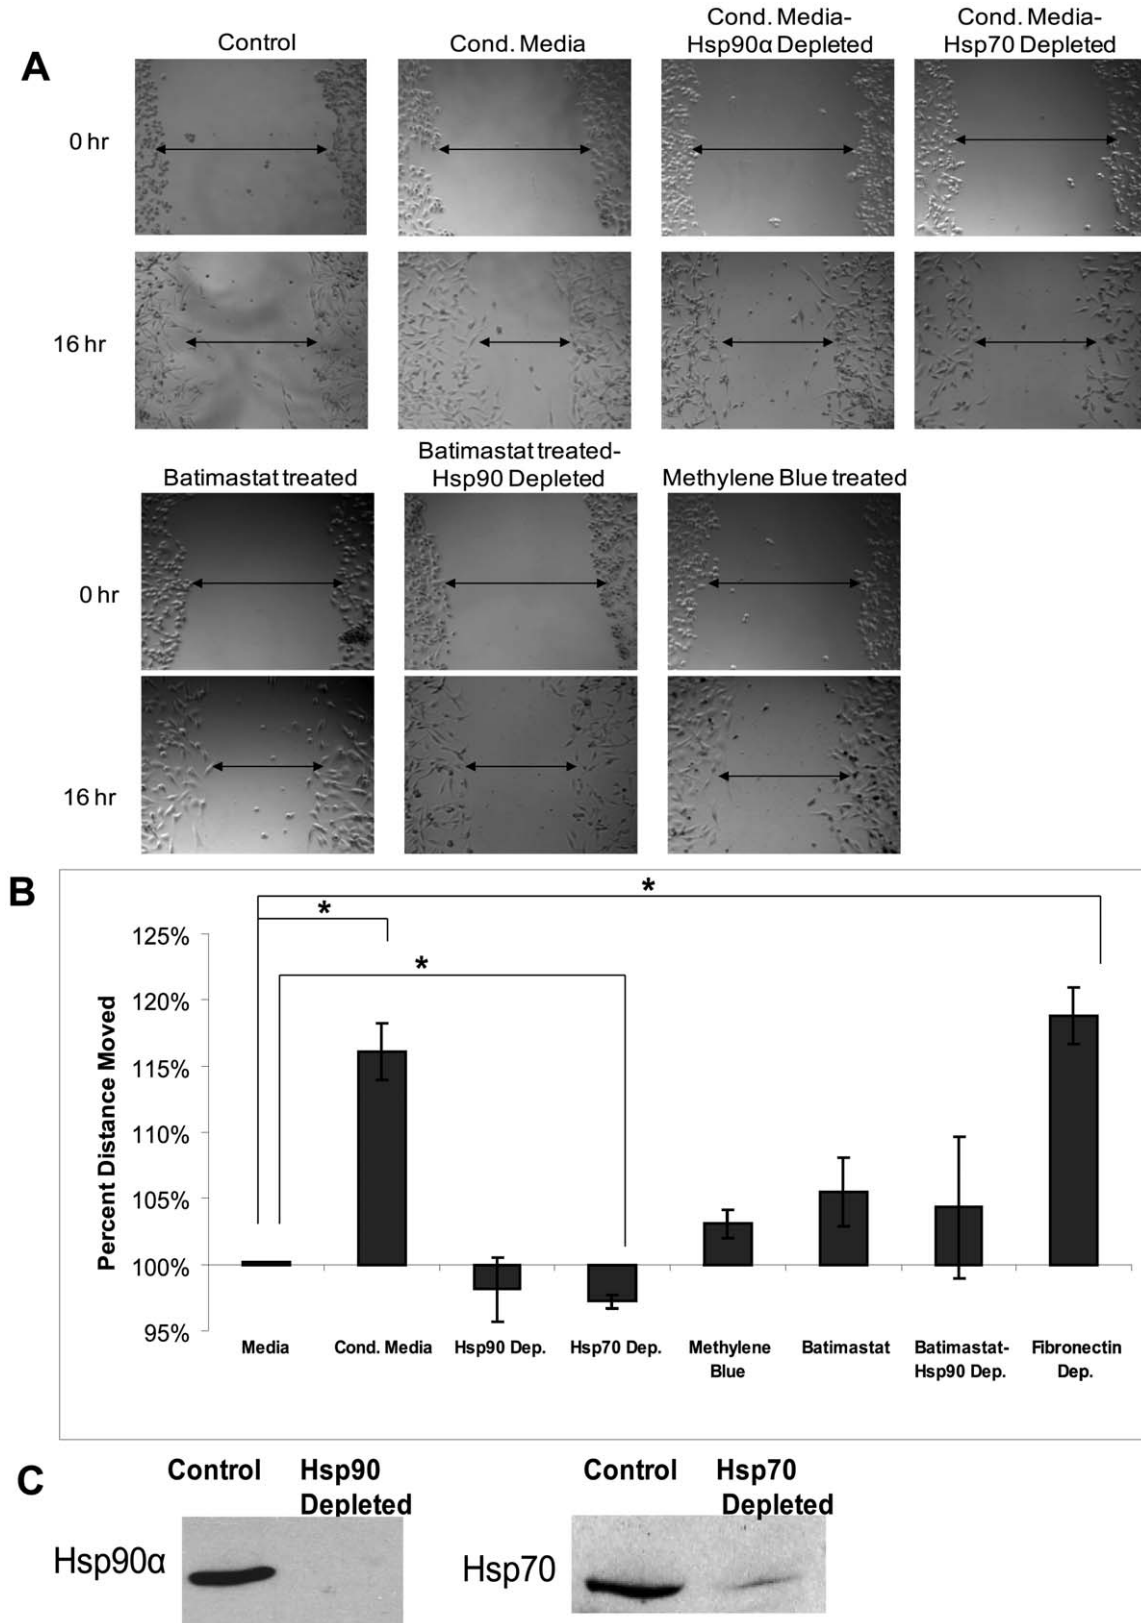 A
Control
Cond. Media
Cond. Media-
Hsp90α Depleted
Cond. Media-
Hsp70 Depleted
0 hr
16 hr
Batimastat treated
Batimastat treated-
Hsp90 Depleted
Methylene Blue treated
0 hr
16 hr
B
*
*
*
Percent Distance Moved
125%
120%
115%
110%
105%
100%
95%
Media
Cond. Media
Hsp90 Dep.
Hsp70 Dep.
Methylene
Blue
Batimastat
Batimastat-
Hsp90 Dep.
Fibronectin
Dep.
C
Control
Hsp90
Depleted
Hsp90α
Control
Hsp70
Depleted
Hsp70